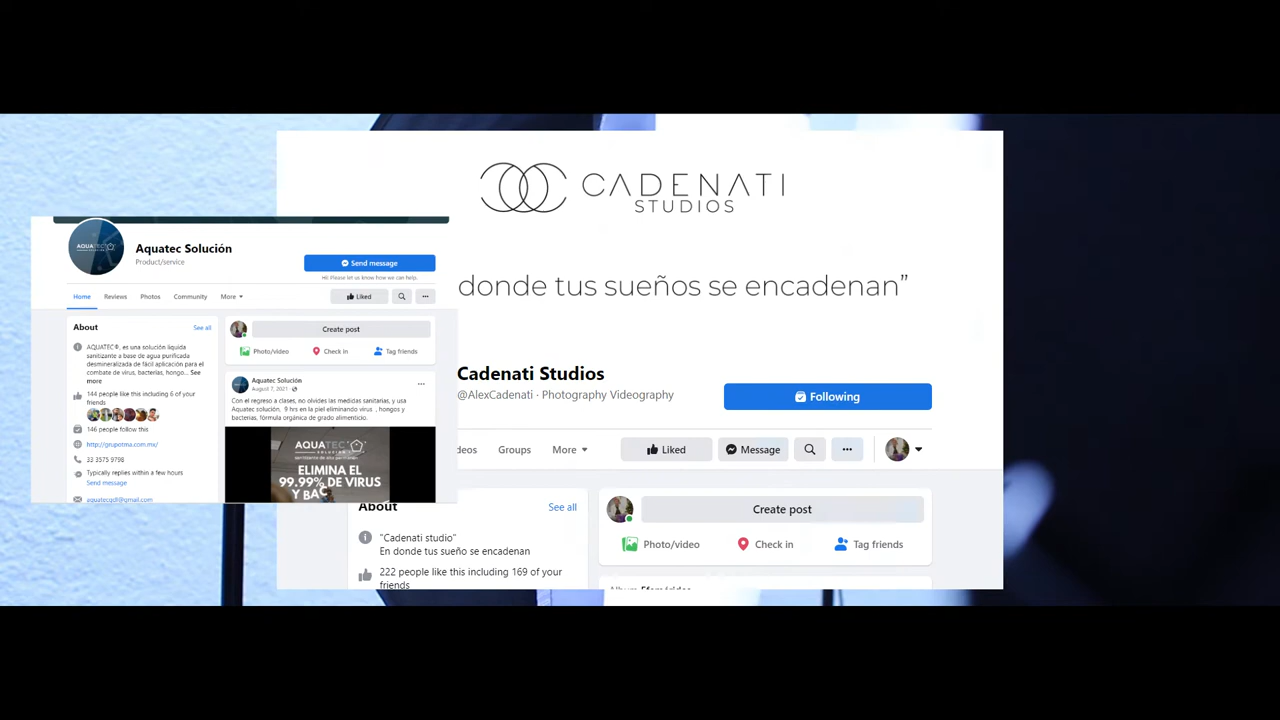 CADENATI
STUDIOS
donde tus sueños se encadenan”
Cadenati Studios
@AlexCadenati · Photography Videography
Following
deos
Groups
More
Liked
Message
...
About
See all
"Cadenati studio"
En donde tus sueño se encadenan
222 people like this including 169 of your
friends
Create post
Photo/video
Check in
Tag friends
AQUATEC
Aquatec Solución
Product/service
Send message
Hi! Please let us know how we can help.
Home
Reviews
Photos
Community
More
Liked
...
About
See all
AQUATEC®, es una solución liquida
sanitizante a base de agua purificada
desmineralizada de fácil aplicación para el
combate de virus, bacterias, hongo... See
more
144 people like this including 6 of your
friends
146 people follow this
http://grupotma.com.mx/
33 3575 9798
Typically replies within a few hours
Send message
aquatecgdl@gmail.com
Create post
Photo/video
Check in
Tag friends
Aquatec Solución
August 7, 2021 ·
...
Con el regreso a clases, no olvides las medidas sanitarias, y usa
Aquatec solución, 9 hrs en la piel eliminando virus , hongos y
bacterias, fórmula orgánica de grado alimenticio.
AQUATEC
SOLUCIÓN
ELIMINA EL
99.99% DE VIRUS
Y BAC